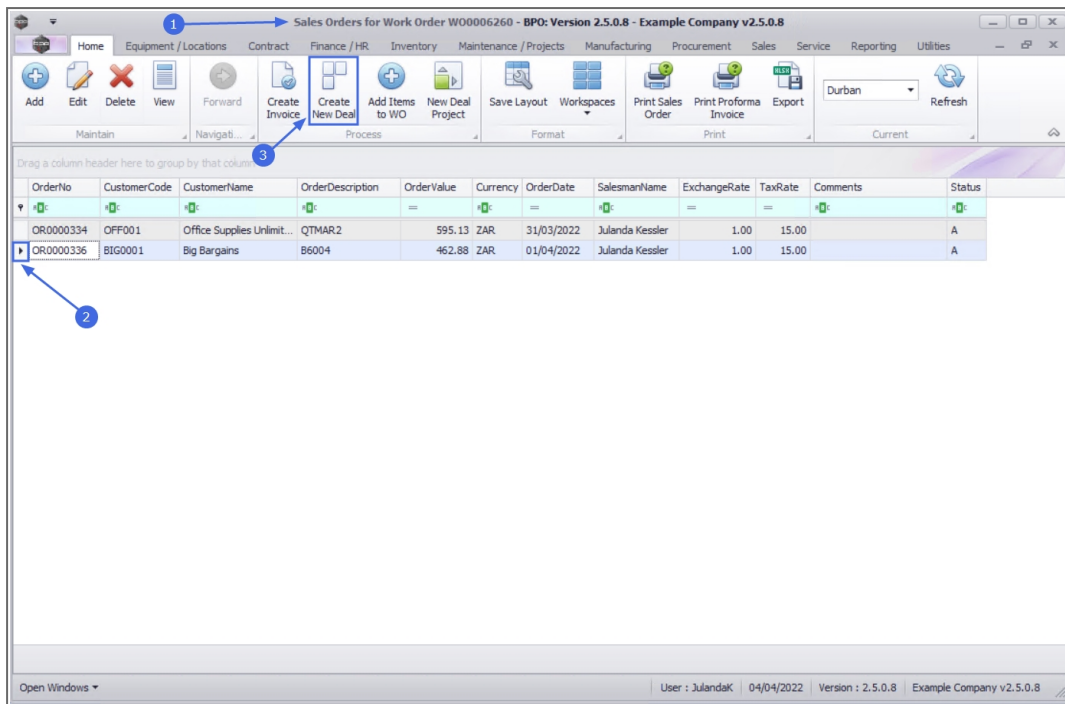 1
Sales Orders for Work Order WO0006260 - BPO: Version 2.5.0.8 - Example Company v2.5.0.8
Home Equipment / Locations Contract Finance / HR Inventory Maintenance / Projects Manufacturing Procurement Sales Service Reporting Utilities
Add Edit Delete View Forward Create Invoice Create New Deal Add Items to WO New Deal Project Save Layout Workspaces Print Sales Order Print Proforma Invoice Export Durban Refresh
Maintain Navigati... Process Format Print Current
3
Drag a column header here to group by that colum
OrderNo CustomerCode CustomerName OrderDescription OrderValue Currency OrderDate SalesmanName ExchangeRate TaxRate Comments Status
= = = =
OR0000334 OFF001 Office Supplies Unlimit... QTMAR2 595.13 ZAR 31/03/2022 Julanda Kessler 1.00 15.00 A
OR0000336 BIG0001 Big Bargains B6004 462.88 ZAR 01/04/2022 Julanda Kessler 1.00 15.00 A
2
Open Windows User : JulandaK 04/04/2022 Version : 2.5.0.8 Example Company v2.5.0.8